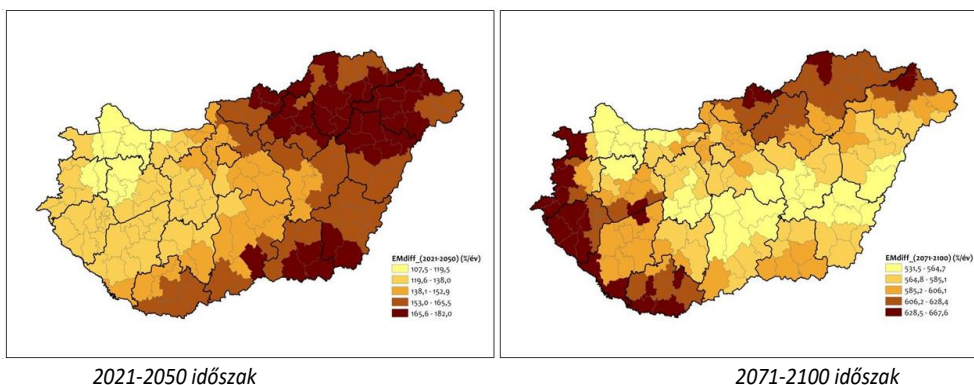 EMdiff_(2021-2050) (%/év)
107,5 - 119,5
119,6 - 138,0
138,1 - 152,9
153,0 - 165,5
165,6 - 182,0
EMdiff_(2071-2100) (%/év)
531,5 - 564,7
564,8 - 585,1
585,2 - 606,1
606,2 - 628,4
628,5 - 667,6
2021-2050 időszak
2071-2100 időszak